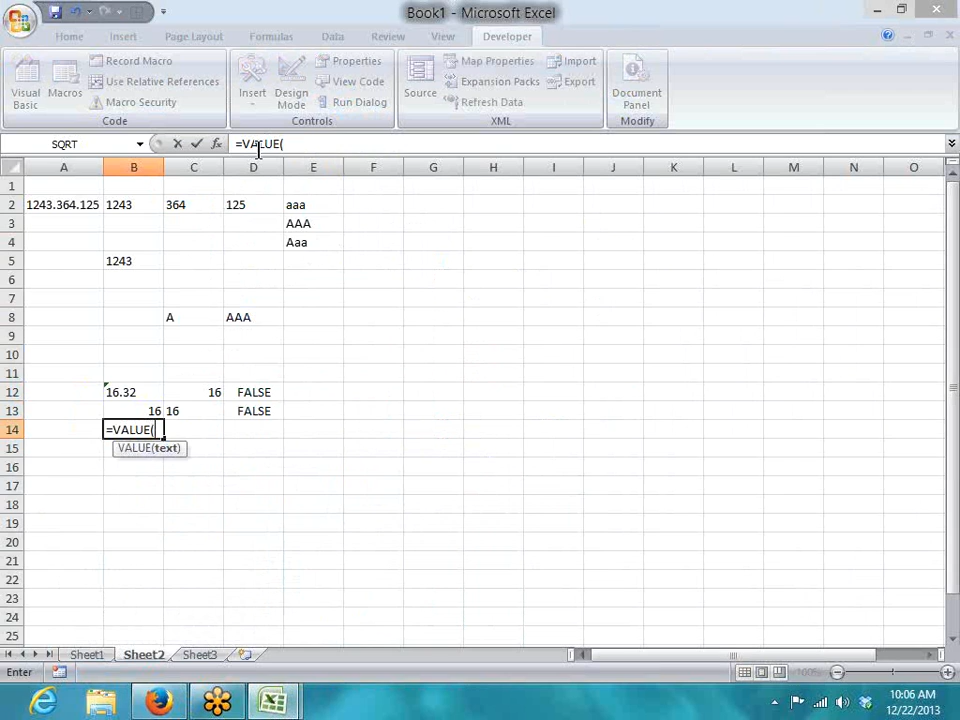 Book1 - Microsoft Excel
Home Insert Page Layout Formulas Data Review View Developer
Visual Basic
Macros
Record Macro
Use Relative References
Macro Security
Code
Insert
Design Mode
Properties
View Code
Run Dialog
Controls
Source
Map Properties
Expansion Packs
Refresh Data
Import
Export
XML
Document Panel
Modify
SQRT fx =VALUE(
A B C D E F G H I J K L M N O
1
2 1243.364.125 1243 364 125 aaa
3 AAA
4 Aaa
5 1243
6
7
8 A AAA
9
10
11
12 16.32 16 FALSE
13 16 16 FALSE
14 =VALUE(
15 VALUE(text)
16
17
18
19
20
21
22
23
24
25
Sheet1 Sheet2 Sheet3
Enter 100%
10:06 AM
12/22/2013